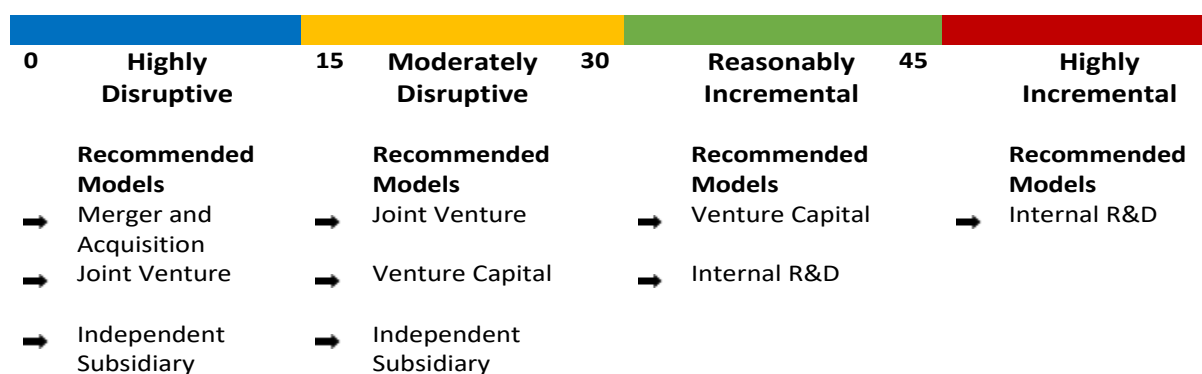 0 Highly 15 Moderately 30 Reasonably 45 Highly
Disruptive Disruptive Incremental Incremental
Recommended Recommended Recommended Recommended
Models Models Models Models
Merger and Joint Venture Venture Capital Internal R&D
Acquisition
Joint Venture Venture Capital Internal R&D
Independent Independent
Subsidiary Subsidiary